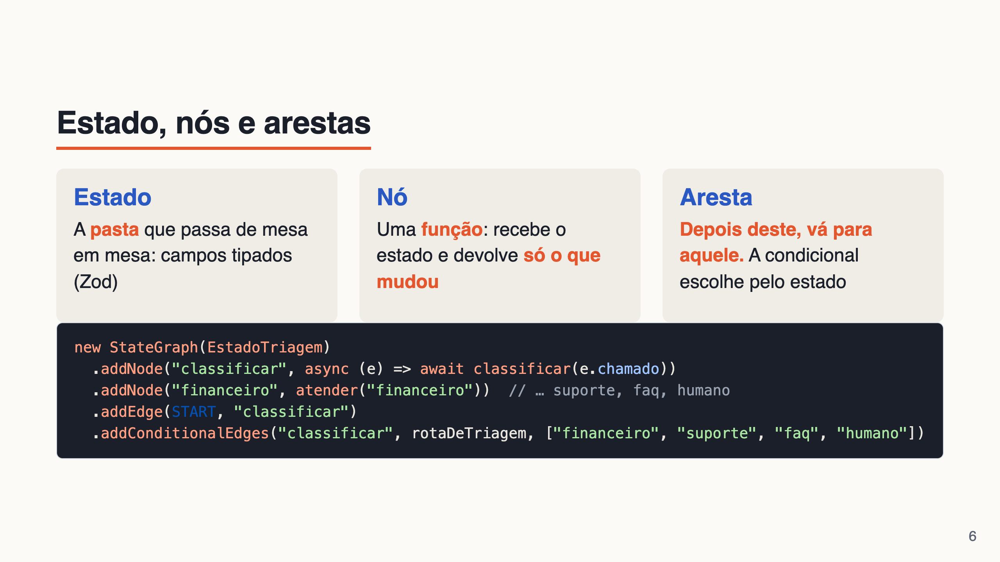 Estado, nós e arestas
Estado
A pasta que passa de mesa
em mesa: campos tipados
(Zod)
Nó
Uma função: recebe o
estado e devolve só o que
mudou
Aresta
Depois deste, vá para
aquele. A condicional
escolhe pelo estado
new StateGraph(EstadoTriagem)
  .addNode("classificar", async (e) => await classificar(e.chamado))
  .addNode("financeiro", atender("financeiro"))  // … suporte, faq, humano
  .addEdge(START, "classificar")
  .addConditionalEdges("classificar", rotaDeTriagem, ["financeiro", "suporte", "faq", "humano"])
6